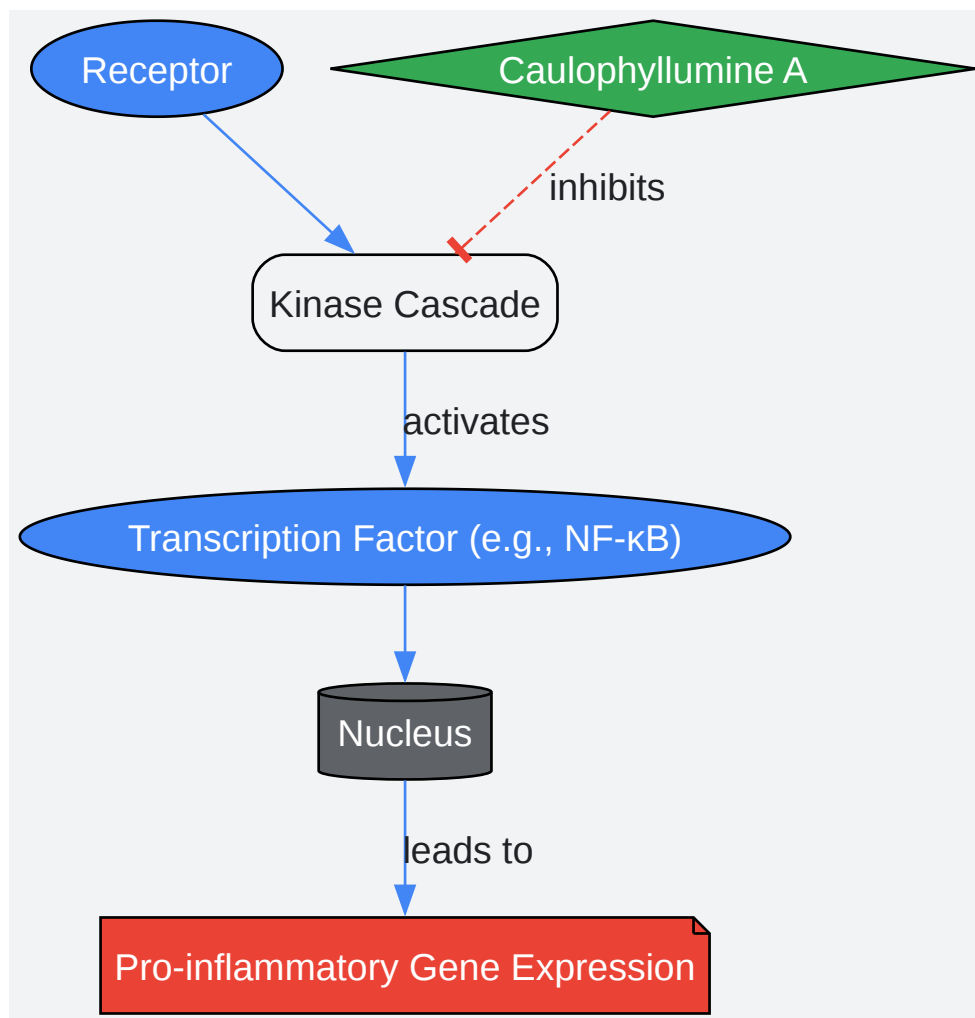 Receptor
Caulophyllumine A
inhibits
Kinase Cascade
activates
Transcription Factor (e.g., NF-κB)
Nucleus
leads to
Pro-inflammatory Gene Expression